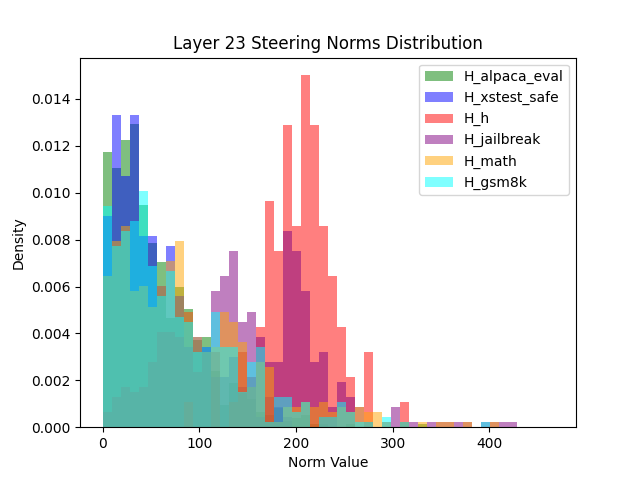 Layer 23 Steering Norms Distribution
H_alpaca_eval
H_xstest_safe
H_h
H_jailbreak
H_math
H_gsm8k
0.014
0.012
0.010
0.008
0.006
0.004
0.002
0.000
Density
0 100 200 300 400
Norm Value